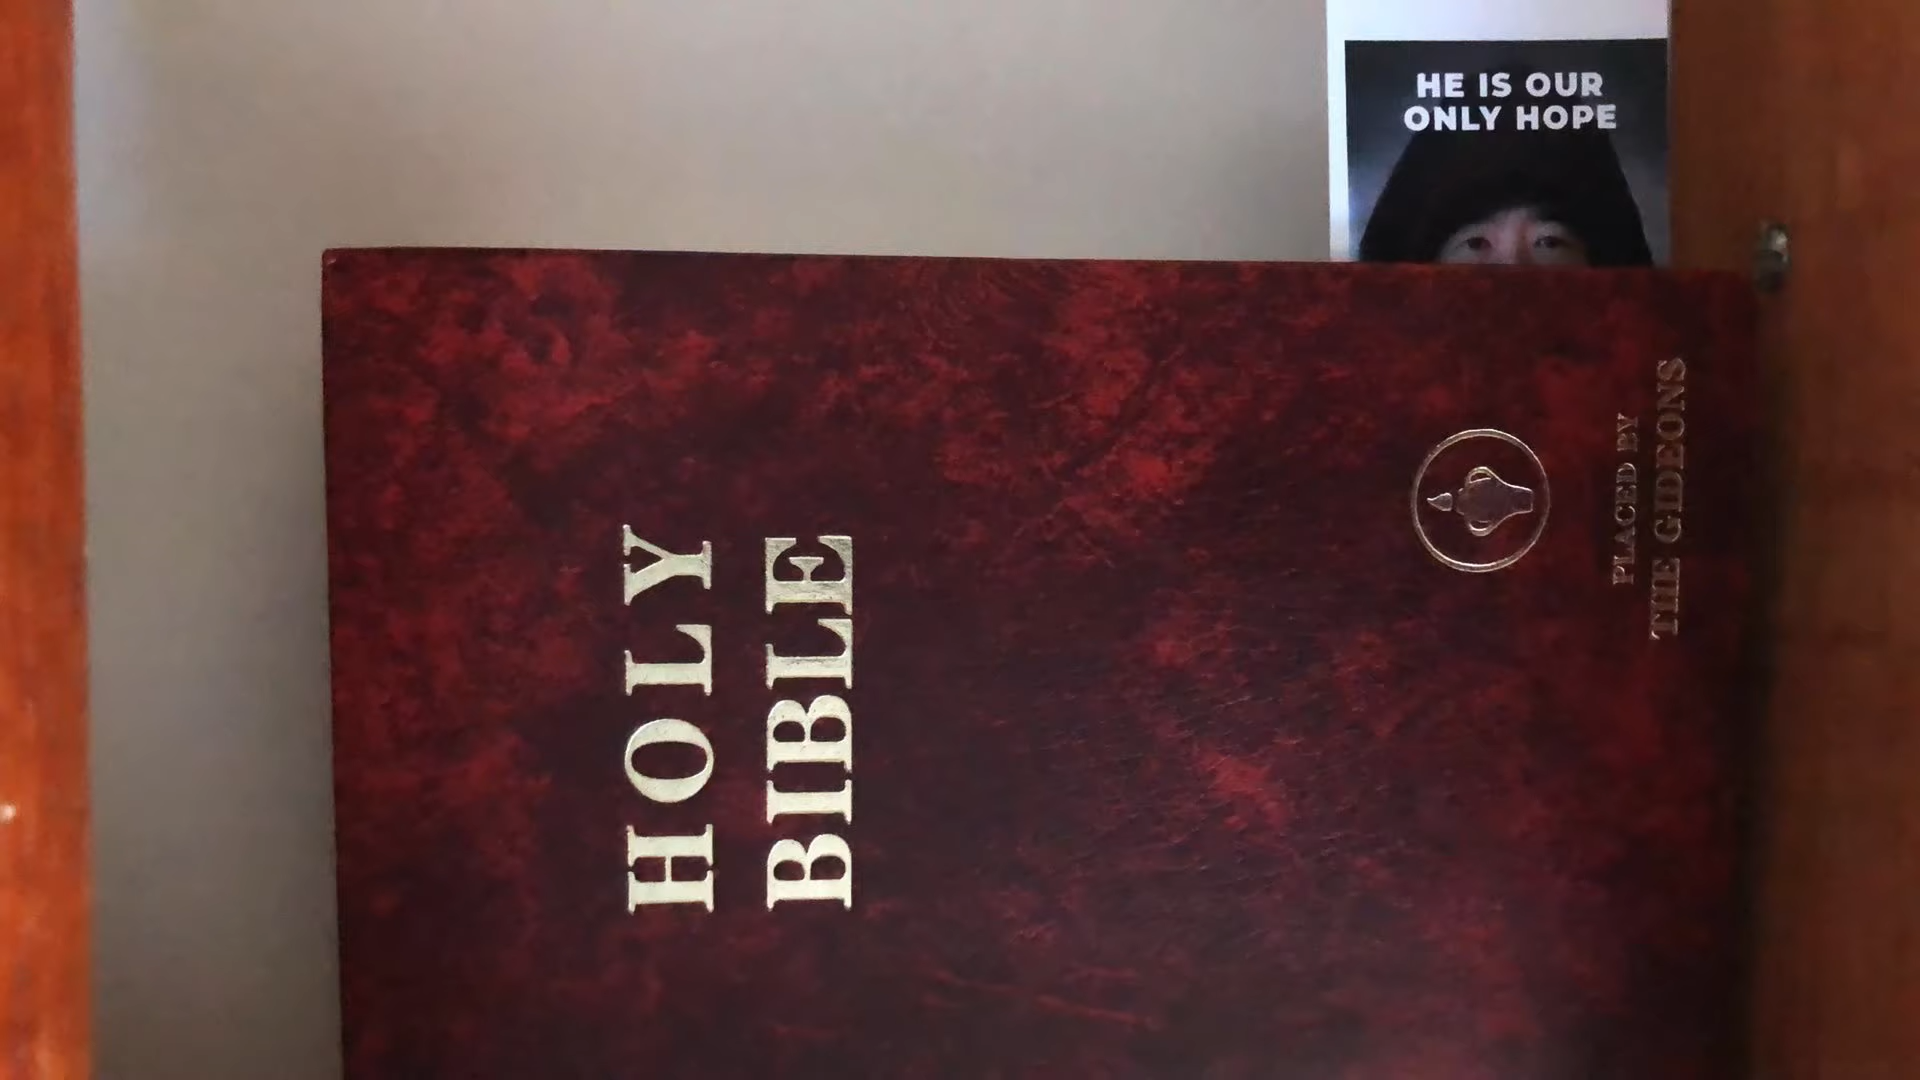 HE IS OUR
ONLY HOPE
HOLY
BIBLE
PLACED BY
THE GIDEONS